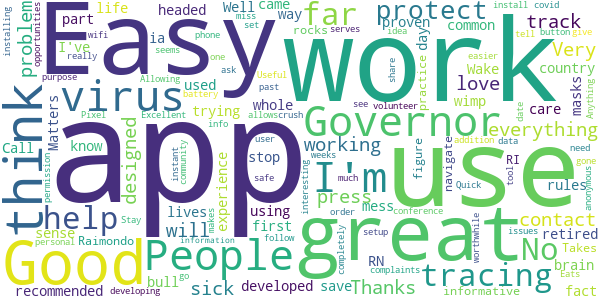 Easy
work
app
use
great
Good
think
virus
far
Governor
People
I'm
No
help
tracing
protect
track
everything
contact
problem
part
life
headed
Well
came
way
rocks
proven
common
day
opportunities
miss
set
wifi
phone
serves
idea
install
covid
tell
button
give
easier
installing
I've
ia
really
seems
one
purpose
Allowing
used
ask
Useful
past
share
practice
Very
love
Wake
country
Anything
wimp
care
masks
see
volunteer
Matters
trying
whole
battery
Pixel
Excellent
info
allows
crush
designed
Call
know
permission
lives
will
experience
makes
instant
community
user
safe
stop
using
weeks
interesting
working
press
much
order
setup
conference
completely
mess
figure
navigate
addition
data
date
need
RI
tool
Quick
rules
gone
anonymous
retired
Takes
brain
Eats
fact
issues
worthwhile
informative
complaints
RN
Thanks
save
follow
first
developed
sick
go
information
bull
Raimondo
Stay
sense
personal
recommended
developing